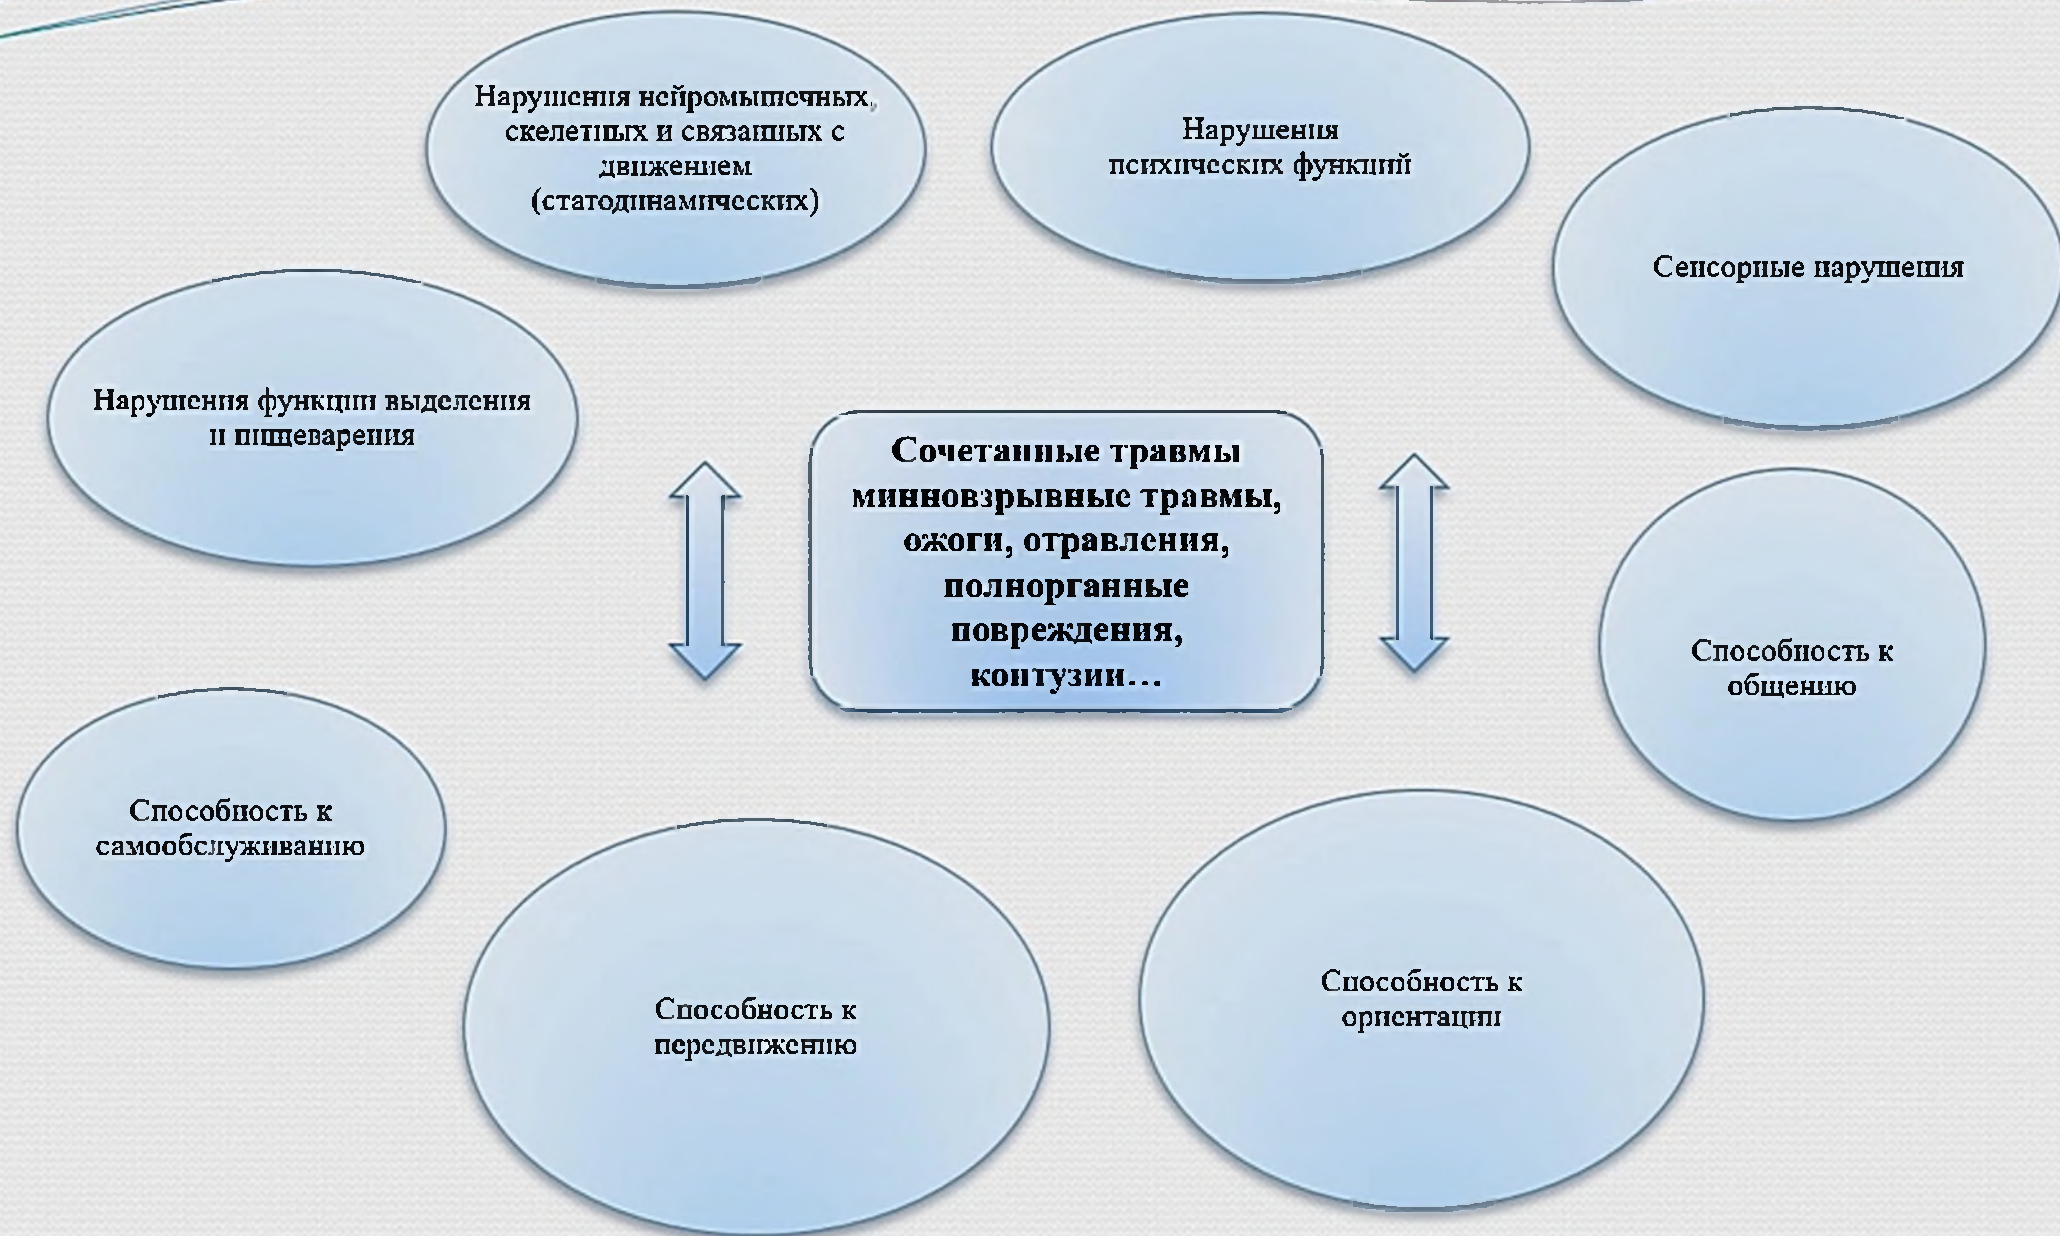 Нарушения нейромышечных,
скелетных и связанных с
движением
(статодинамических)
Нарушения
психических функций
Сенсорные нарушения
Нарушения функции выделения
и пищеварения
Сочетанные травмы
минновзрывные травмы,
ожоги, отравления,
полнорганные
повреждения,
контузии...
Способность к
общению
Способность к
самообслуживанию
Способность к
передвижению
Способность к
ориентации